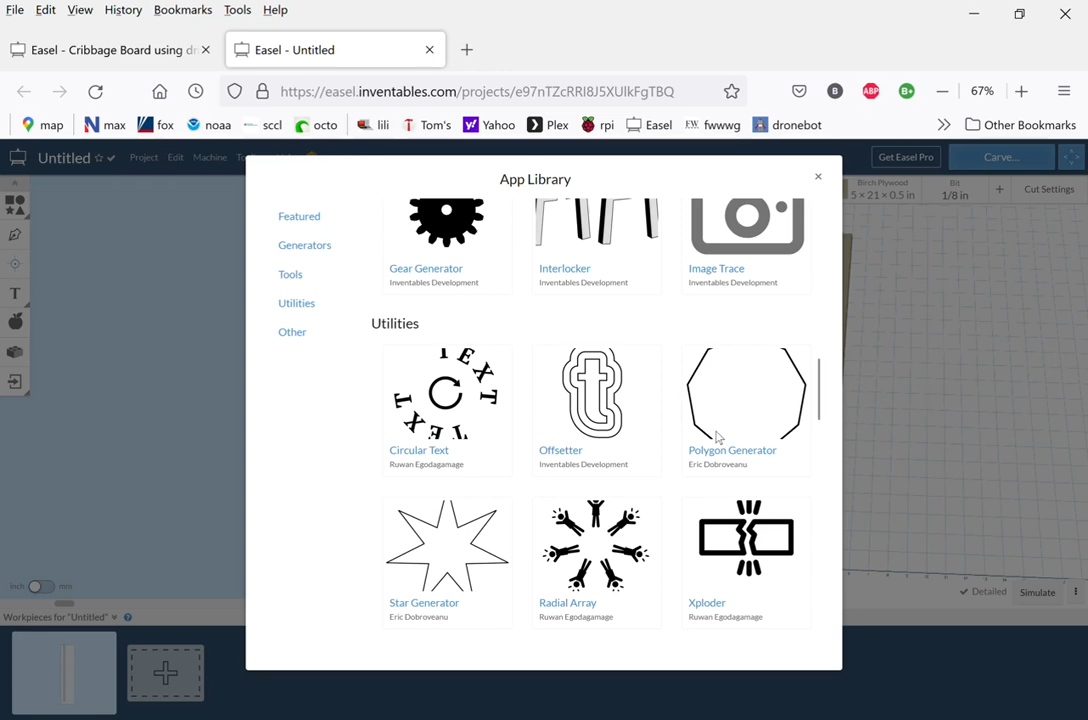 File Edit View History Bookmarks Tools Help
Easel - Cribbage Board using dr
Easel - Untitled
https://easel.inventables.com/projects/e97nTZcRRI8J5XUlkFgTBQ
B ABP B+ 67%
map max fox noaa sccl octo lili Tom's Yahoo Plex rpi Easel FW fwwwg dronebot Other Bookmarks
Untitled Project Edit Machine Get Easel Pro Carve...
App Library
Birch Plywood Bit
5 × 21 × 0.5 in 1/8 in Cut Settings
Featured
Generators
Tools
Utilities
Other
T
Gear Generator Interlocker Image Trace
Inventables Development Inventables Development Inventables Development
Utilities
TEXT TEXT
t
Circular Text Offsetter Polygon Generator
Ruwan Egodagamage Inventables Development Eric Dobroveanu
Star Generator Radial Array Xploder
Eric Dobroveanu Ruwan Egodagamage Ruwan Egodagamage
inch mm
Detailed Simulate
Workpieces for "Untitled" ?